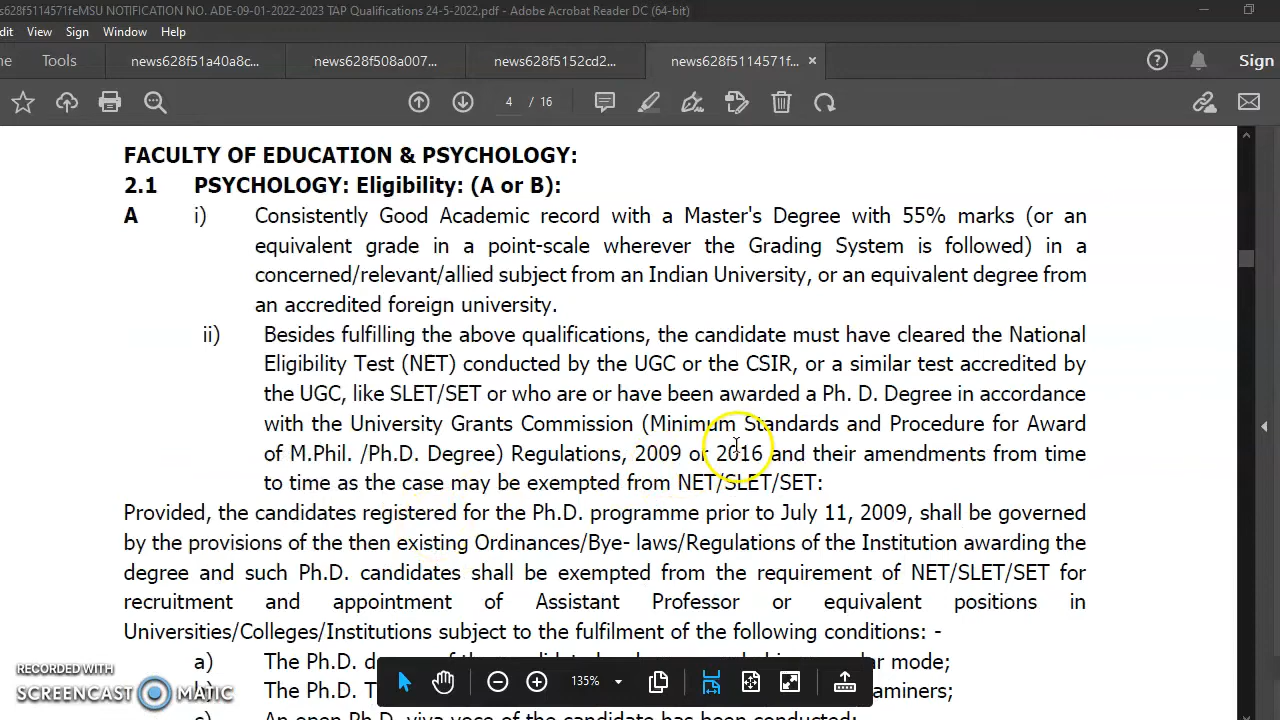 s628f5114571feMSU NOTIFICATION NO. ADE-09-01-2022-2023 TAP Qualifications 24-5-2022.pdf - Adobe Acrobat Reader DC (64-bit)
dit View Sign Window Help
ne Tools news628f51a40a8c... news628f508a007... news628f5152cd2... news628f5114571f... × Sign
4 / 16
FACULTY OF EDUCATION & PSYCHOLOGY:
2.1 PSYCHOLOGY: Eligibility: (A or B):
A i) Consistently Good Academic record with a Master's Degree with 55% marks (or an
equivalent grade in a point-scale wherever the Grading System is followed) in a
concerned/relevant/allied subject from an Indian University, or an equivalent degree from
an accredited foreign university.
ii) Besides fulfilling the above qualifications, the candidate must have cleared the National
Eligibility Test (NET) conducted by the UGC or the CSIR, or a similar test accredited by
the UGC, like SLET/SET or who are or have been awarded a Ph. D. Degree in accordance
with the University Grants Commission (Minimum Standards and Procedure for Award
of M.Phil. /Ph.D. Degree) Regulations, 2009 or 2016 and their amendments from time
to time as the case may be exempted from NET/SLET/SET:
Provided, the candidates registered for the Ph.D. programme prior to July 11, 2009, shall be governed
by the provisions of the then existing Ordinances/Bye- laws/Regulations of the Institution awarding the
degree and such Ph.D. candidates shall be exempted from the requirement of NET/SLET/SET for
recruitment and appointment of Assistant Professor or equivalent positions in
Universities/Colleges/Institutions subject to the fulfilment of the following conditions: -
a) The Ph.D. mode;
The Ph.D. aminers;
An open Ph.D. viva voce of the candidate has been conducted;
135%
RECORDED WITH
SCREENCAST MATIC